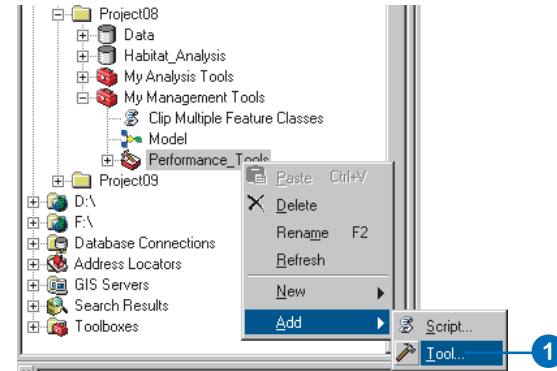 Project08
Data
Habitat_Analysis
My Analysis Tools
My Management Tools
Clip Multiple Feature Classes
Model
Performance_Tools
Project09
D:\
F:\
Database Connections
Address Locators
GIS Servers
Search Results
Toolboxes
Paste Ctrl+V
Delete
Rename F2
Refresh
New
Add
Script...
Tool...
1